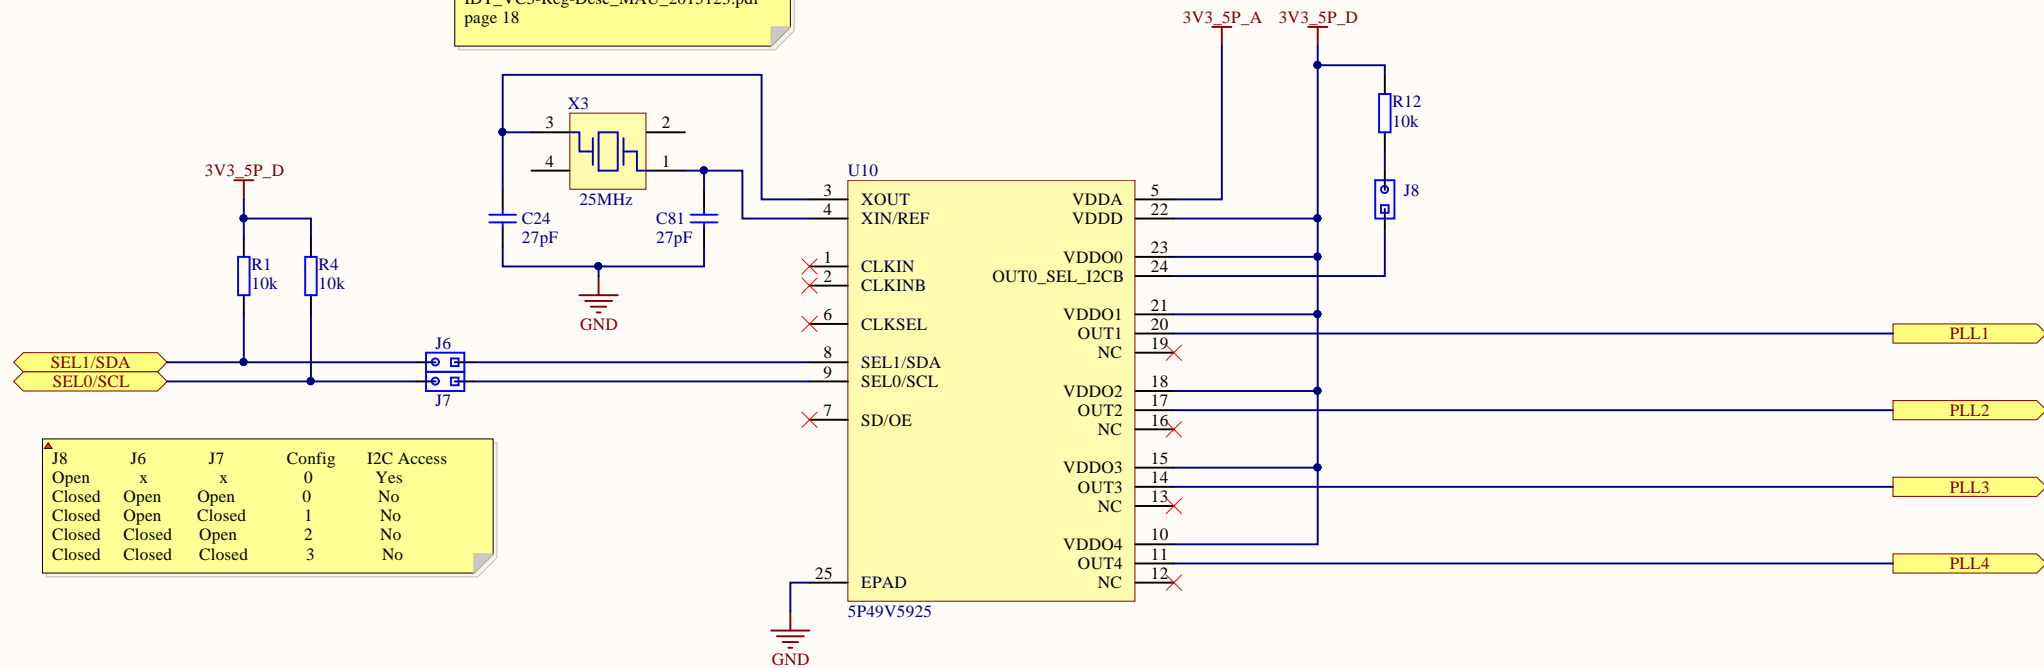 IDT_VC5-Reg-Desc_MAU_2015123.pdf
page 18
3V3_5P_A 3V3_5P_D
X3
3
2
4
1
25MHz
C24
27pF
C81
27pF
GND
3V3_5P_D
R1
10k
R4
10k
R12
10k
J8
U10
3 XOUT
4 XIN/REF
1 CLKIN
2 CLKINB
6 CLKSEL
8 SEL1/SDA
9 SEL0/SCL
7 SD/OE
25 EPAD
VDDA 5
VDDD 22
VDDO0 23
OUT0_SEL_I2CB 24
VDDO1 21
OUT1 20
NC 19
VDDO2 18
OUT2 17
NC 16
VDDO3 15
OUT3 14
NC 13
VDDO4 10
OUT4 11
NC 12
5P49V5925
GND
SEL1/SDA
SEL0/SCL
J6
J7
PLL1
PLL2
PLL3
PLL4
J8 J6 J7 Config I2C Access
Open x x 0 Yes
Closed Open Open 0 No
Closed Open Closed 1 No
Closed Closed Open 2 No
Closed Closed Closed 3 No